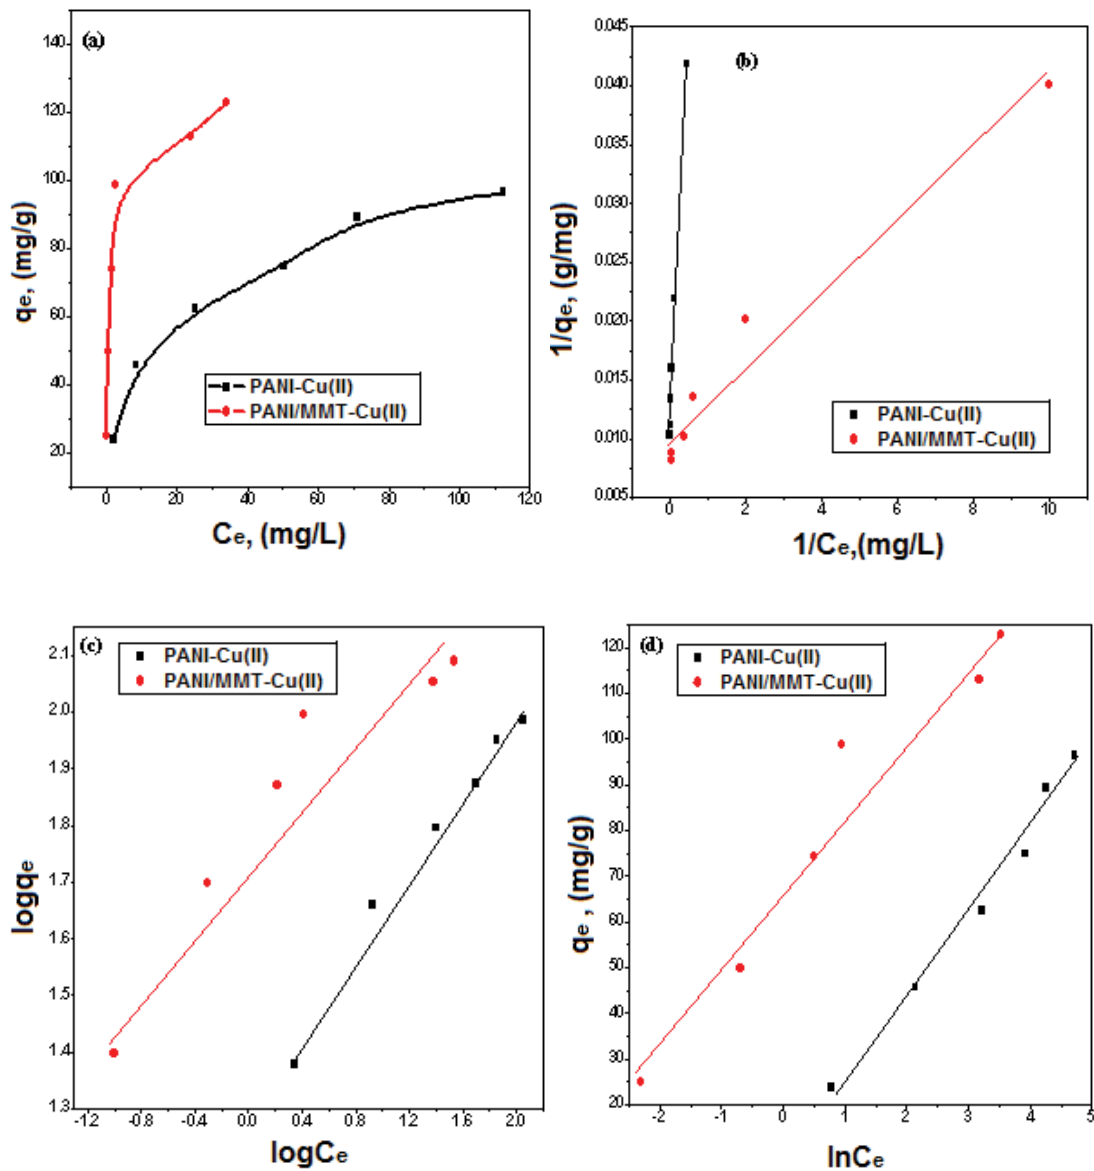 (a)
140
120
100
80
60
40
20
qe, (mg/g)
PANI-Cu(II)
PANI/MMT-Cu(II)
0 20 40 60 80 100 120
Ce, (mg/L)
(b)
0.045
0.040
0.035
0.030
0.025
0.020
0.015
0.010
0.005
1/qe, (g/mg)
PANI-Cu(II)
PANI/MMT-Cu(II)
0 2 4 6 8 10
1/Ce,(mg/L)
(c)
2.1
2.0
1.9
1.8
1.7
1.6
1.5
1.4
1.3
logqe
PANI-Cu(II)
PANI/MMT-Cu(II)
-1.2 -0.8 -0.4 0.0 0.4 0.8 1.2 1.6 2.0
logCe
(d)
120
110
100
90
80
70
60
50
40
30
20
qe , (mg/g)
PANI-Cu(II)
PANI/MMT-Cu(II)
-2 -1 0 1 2 3 4 5
lnCe